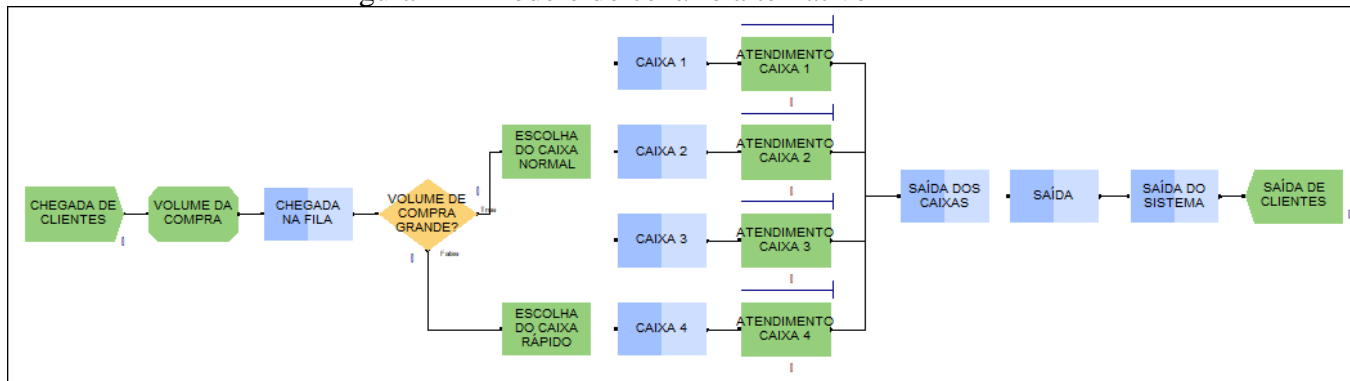 CHEGADA DE
CLIENTES
VOLUME DA
COMPRA
CHEGADA
NA FILA
VOLUME DE
COMPRA
GRANDE?
True
False
ESCOLHA
DO CAIXA
NORMAL
ESCOLHA
DO CAIXA
RÁPIDO
CAIXA 1
ATENDIMENTO
CAIXA 1
CAIXA 2
ATENDIMENTO
CAIXA 2
CAIXA 3
ATENDIMENTO
CAIXA 3
CAIXA 4
ATENDIMENTO
CAIXA 4
SAÍDA DOS
CAIXAS
SAÍDA
SAÍDA DO
SISTEMA
SAÍDA DE
CLIENTES